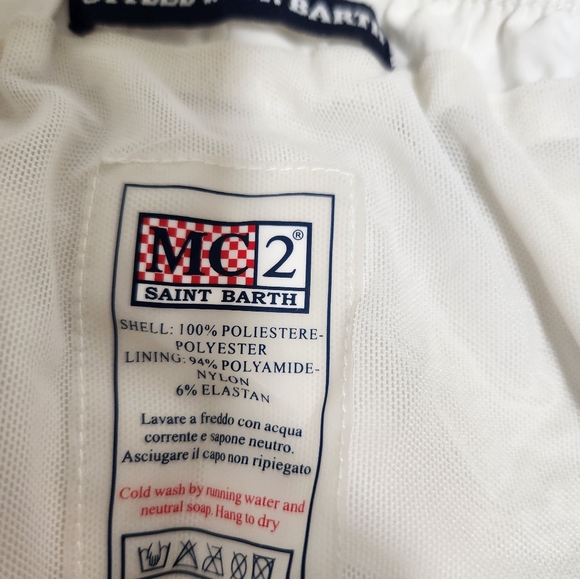 BARTH
MC2®
SAINT BARTH
SHELL: 100% POLIESTERE-
POLYESTER
LINING: 94% POLYAMIDE-
NYLON
6% ELASTAN
Lavare a freddo con acqua
corrente e sapone neutro.
Asciugare il capo non ripiegato
Cold wash by running water and
neutral soap. Hang to dry